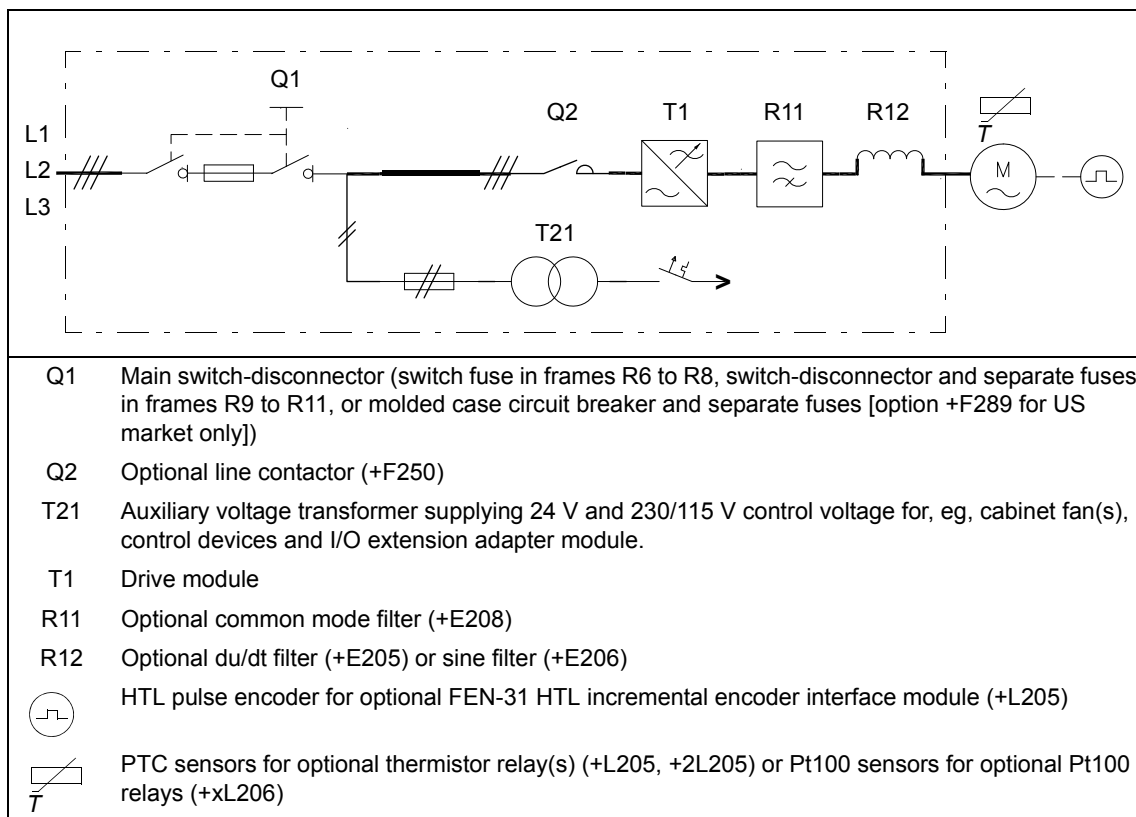 Q1
Q2
T1
R11
R12
T
L1
L2
L3
M
T21
Q1 Main switch-disconnector (switch fuse in frames R6 to R8, switch-disconnector and separate fuses
in frames R9 to R11, or molded case circuit breaker and separate fuses [option +F289 for US
market only])
Q2 Optional line contactor (+F250)
T21 Auxiliary voltage transformer supplying 24 V and 230/115 V control voltage for, eg, cabinet fan(s),
control devices and I/O extension adapter module.
T1 Drive module
R11 Optional common mode filter (+E208)
R12 Optional du/dt filter (+E205) or sine filter (+E206)
HTL pulse encoder for optional FEN-31 HTL incremental encoder interface module (+L205)
PTC sensors for optional thermistor relay(s) (+L205, +2L205) or Pt100 sensors for optional Pt100
relays (+xL206)
T